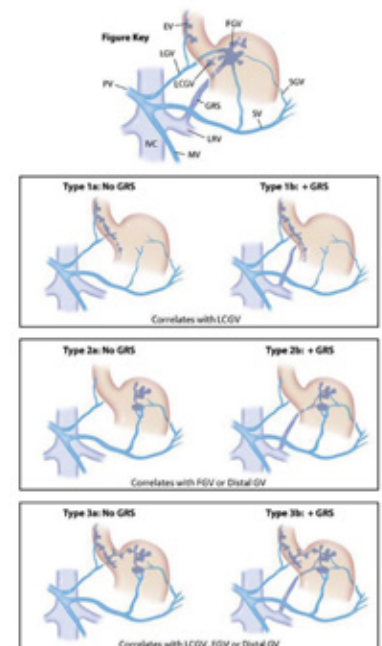 EV
FGV
Figure Key
LGV
PV
LCGV
SGV
GRS
SV
LRV
IVC
MV
Type 1a: No GRS
Type 1b: + GRS
Correlates with LCGV
Type 2a: No GRS
Type 2b: + GRS
Correlates with FGV or Distal GV
Type 3a: No GRS
Type 3b: + GRS
Correlates with LCGV, FGV or Distal GV